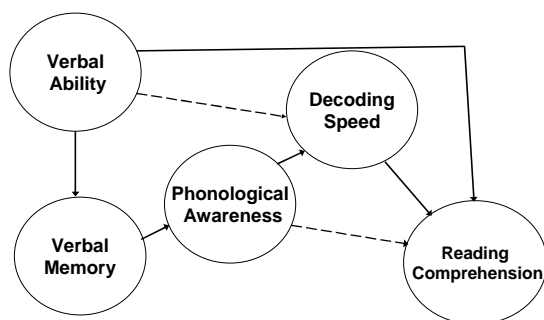 Verbal
Ability
Decoding
Speed
Phonological
Awareness
Verbal
Memory
Reading
Comprehension